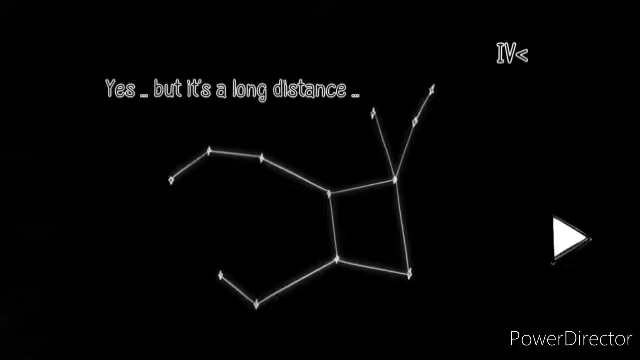 IV<
Yes .. but it's a long distance ..
PowerDirector